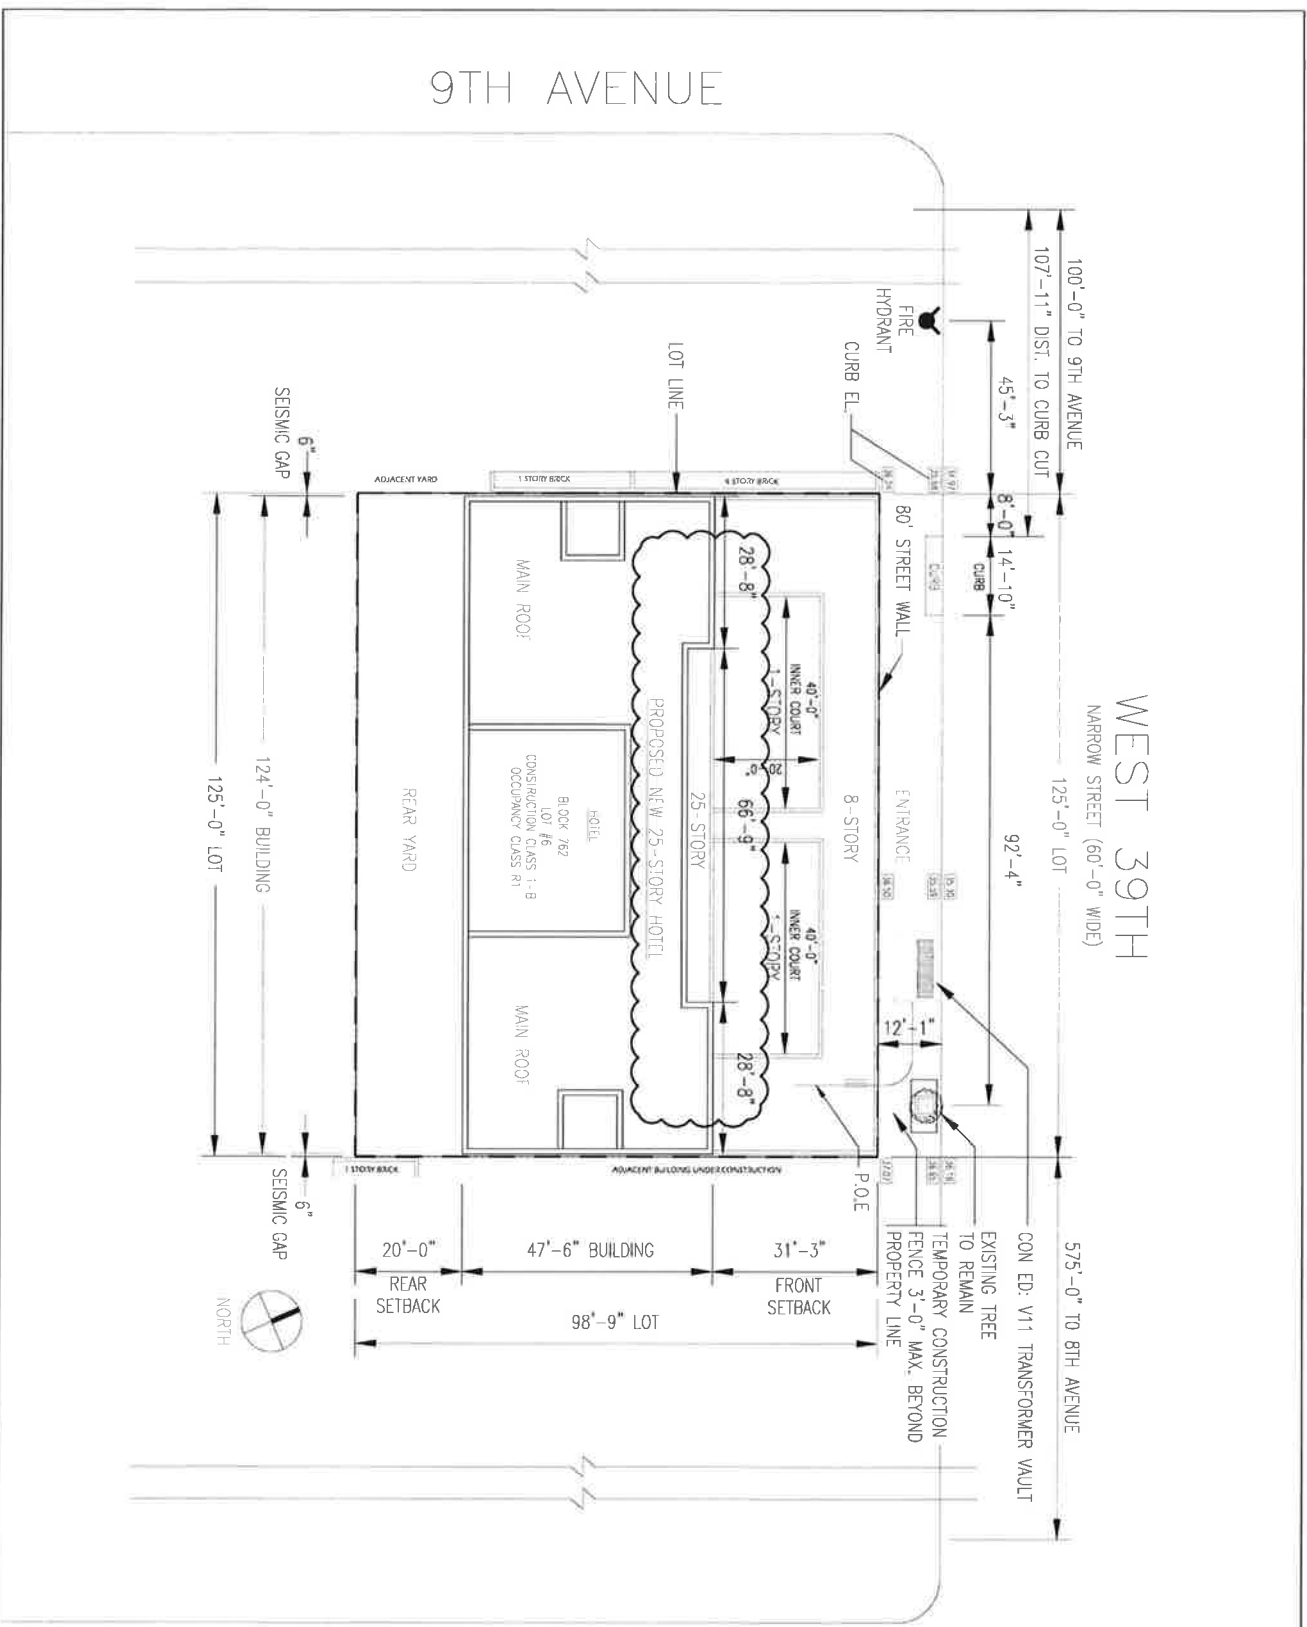 9TH AVENUE
WEST 39TH
NARROW STREET (60'-0" WIDE)
100'-0" TO 9TH AVENUE
107'-11" DIST. TO CURB CUT
45'-3"
8'-0"
14'-10"
CURB
CURB
125'-0" LOT
92'-4"
575'-0" TO 8TH AVENUE
FIRE
HYDRANT
CURB EL.
LOT LINE
80' STREET WALL
ENTRANCE
12'-1"
CON ED: V11 TRANSFORMER VAULT
EXISTING TREE
TO REMAIN
TEMPORARY CONSTRUCTION
FENCE 3'-0" MAX. BEYOND
PROPERTY LINE
P.O.E
8-STORY
40'-0"
INNER COURT
1-STORY
20'-0"
40'-0"
INNER COURT
1-STORY
28'-8"
66'-9"
28'-8"
25-STORY
PROPOSED NEW 25-STORY HOTEL
MAIN ROOF
HOTEL
BLOCK 762
LOT #6
CONSTRUCTION CLASS 1-B
OCCUPANCY CLASS R1
MAIN ROOF
REAR YARD
4 STORY BRICK
1 STORY BRICK
ADJACENT YARD
ADJACENT BUILDING UNDER CONSTRUCTION
1 STORY BRICK
6"
SEISMIC GAP
124'-0" BUILDING
125'-0" LOT
6"
SEISMIC GAP
31'-3"
FRONT
SETBACK
47'-6" BUILDING
20'-0"
REAR
SETBACK
98'-9" LOT
NORTH